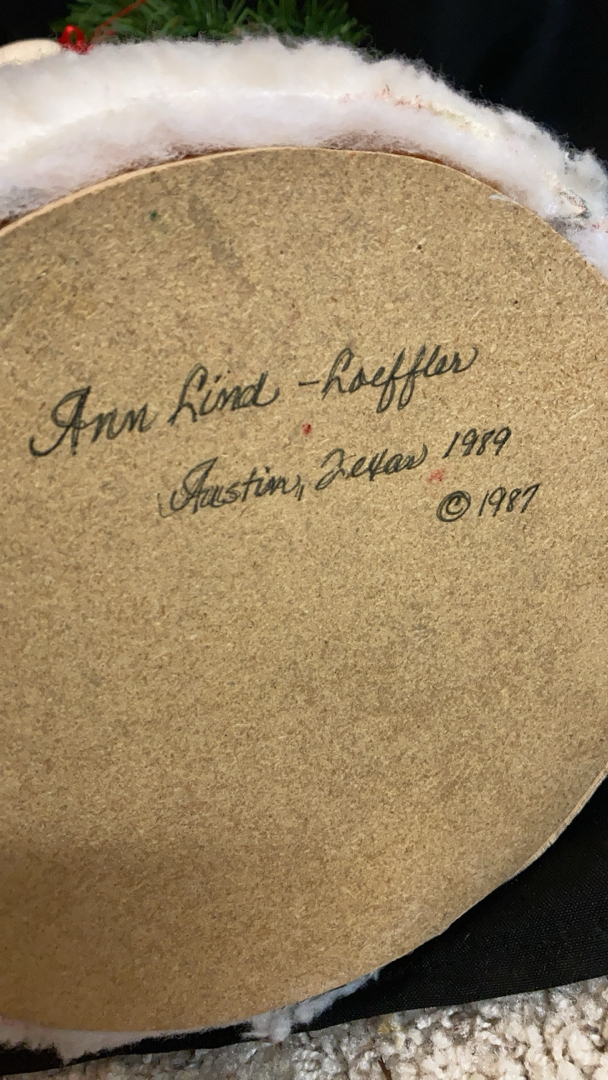 Ann Lind-Loeffler
Austin, Texas 1989
© 1987